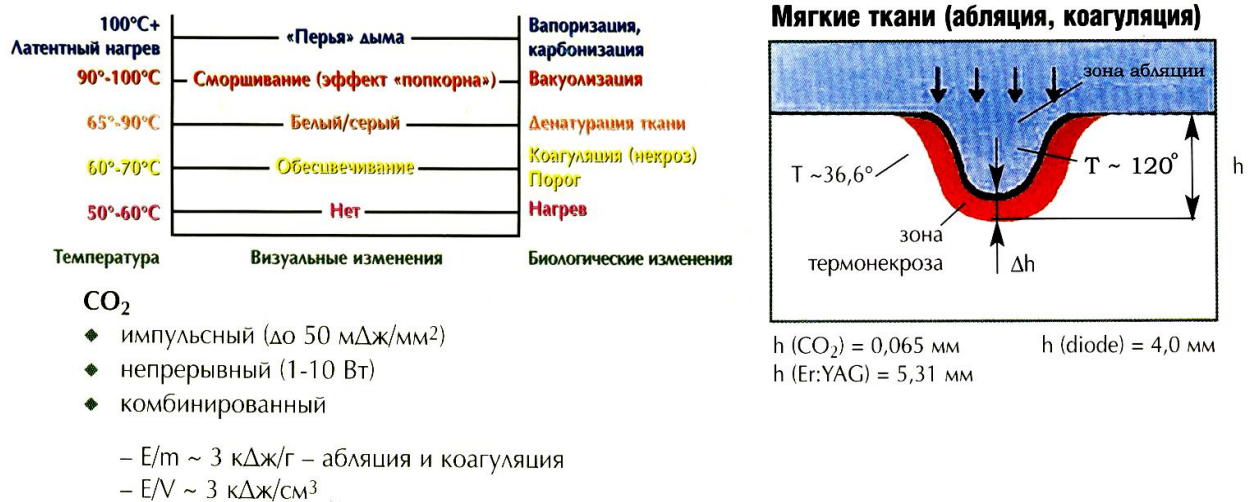 100°C+
Латентный нагрев
«Перья» дыма
Вапоризация,
карбонизация
90°-100°C
Сморшивание (эффект «попкорна»)
Вакуолизация
65°-90°C
Белый/серый
Денатурация ткани
60°-70°C
Обесцвечивание
Коагуляция (некроз)
Порог
50°-60°C
Нет
Нагрев
Температура
Визуальные изменения
Биологические изменения
CO₂
импульсный (до 50 мДж/мм²)
непрерывный (1-10 Вт)
комбинированный
– E/m ~ 3 кДж/г – абляция и коагуляция
– E/V ~ 3 кДж/см³
Мягкие ткани (абляция, коагуляция)
зона абляции
T ~36,6°
T ~ 120°
h
зона
термонекроза
Δh
h (CO₂) = 0,065 мм
h (diode) = 4,0 мм
h (Er:YAG) = 5,31 мм